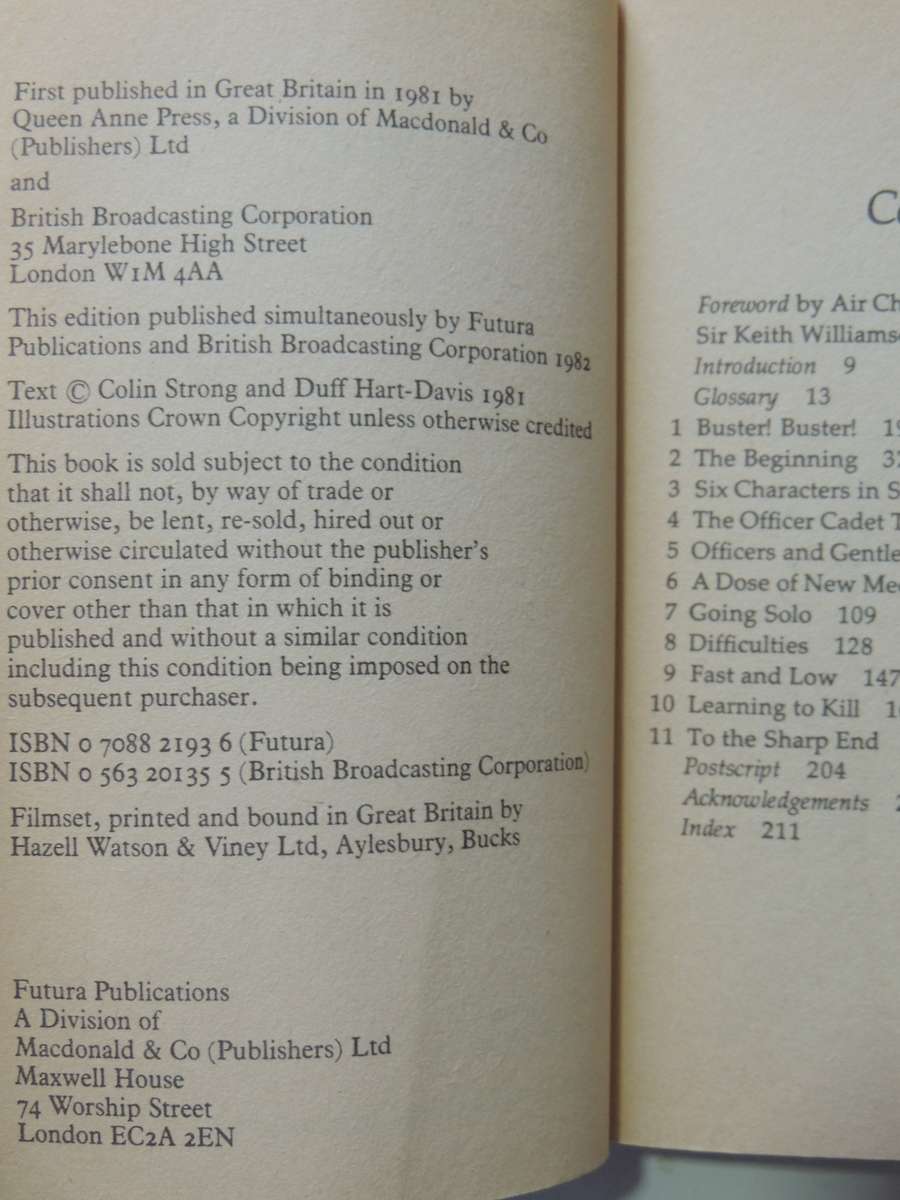 First published in Great Britain in 1981 by
Queen Anne Press, a Division of Macdonald & Co
(Publishers) Ltd
and
British Broadcasting Corporation
35 Marylebone High Street
London W1M 4AA
This edition published simultaneously by Futura
Publications and British Broadcasting Corporation 1982
Text © Colin Strong and Duff Hart-Davis 1981
Illustrations Crown Copyright unless otherwise credited
This book is sold subject to the condition
that it shall not, by way of trade or
otherwise, be lent, re-sold, hired out or
otherwise circulated without the publisher's
prior consent in any form of binding or
cover other than that in which it is
published and without a similar condition
including this condition being imposed on the
subsequent purchaser.
ISBN 0 7088 2193 6 (Futura)
ISBN 0 563 20135 5 (British Broadcasting Corporation)
Filmset, printed and bound in Great Britain by
Hazell Watson & Viney Ltd, Aylesbury, Bucks
Futura Publications
A Division of
Macdonald & Co (Publishers) Ltd
Maxwell House
74 Worship Street
London EC2A 2EN
Foreword by Air
Sir Keith
Introduction 9
Glossary 13
1 Buster! Buster!
2 The Beginning
3 Six Characters in
4 The Officer Cadet
5 Officers and
6 A Dose of New
7 Going Solo 109
8 Difficulties 128
9 Fast and Low 147
10 Learning to Kill
11 To the Sharp End
Postscript 204
Acknowledgements
Index 211